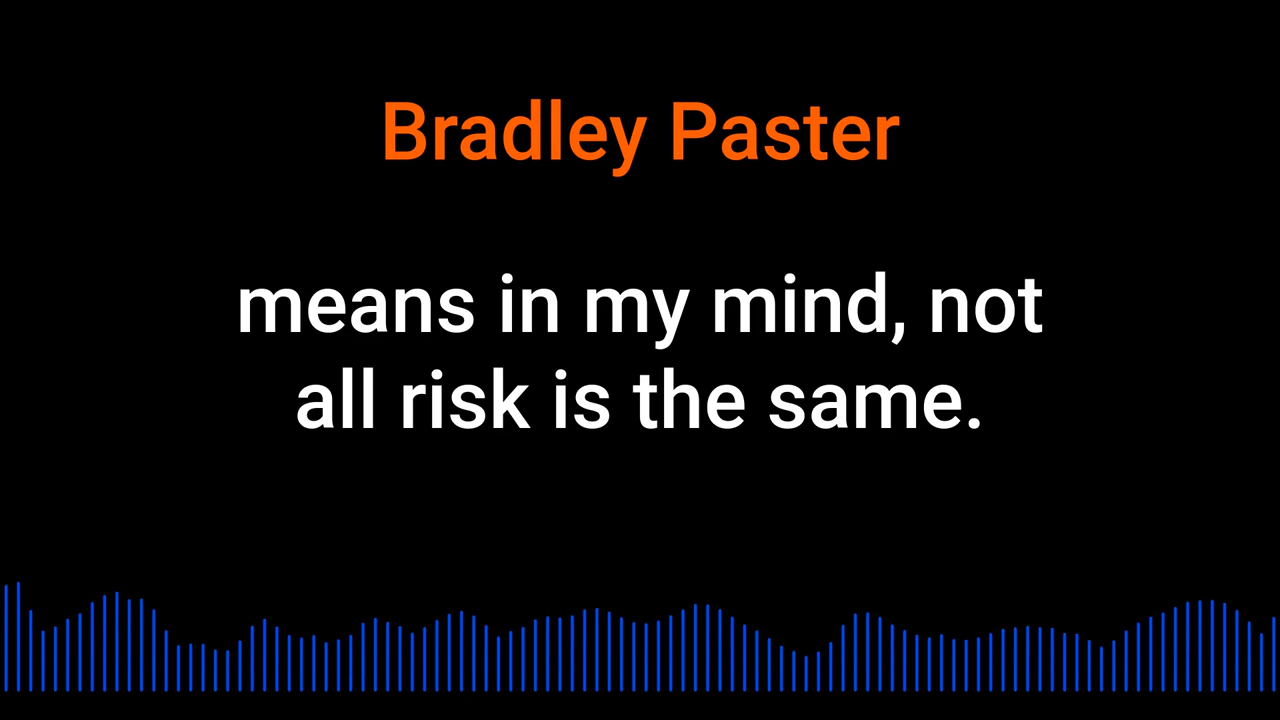 Bradley Paster
means in my mind, not
all risk is the same.